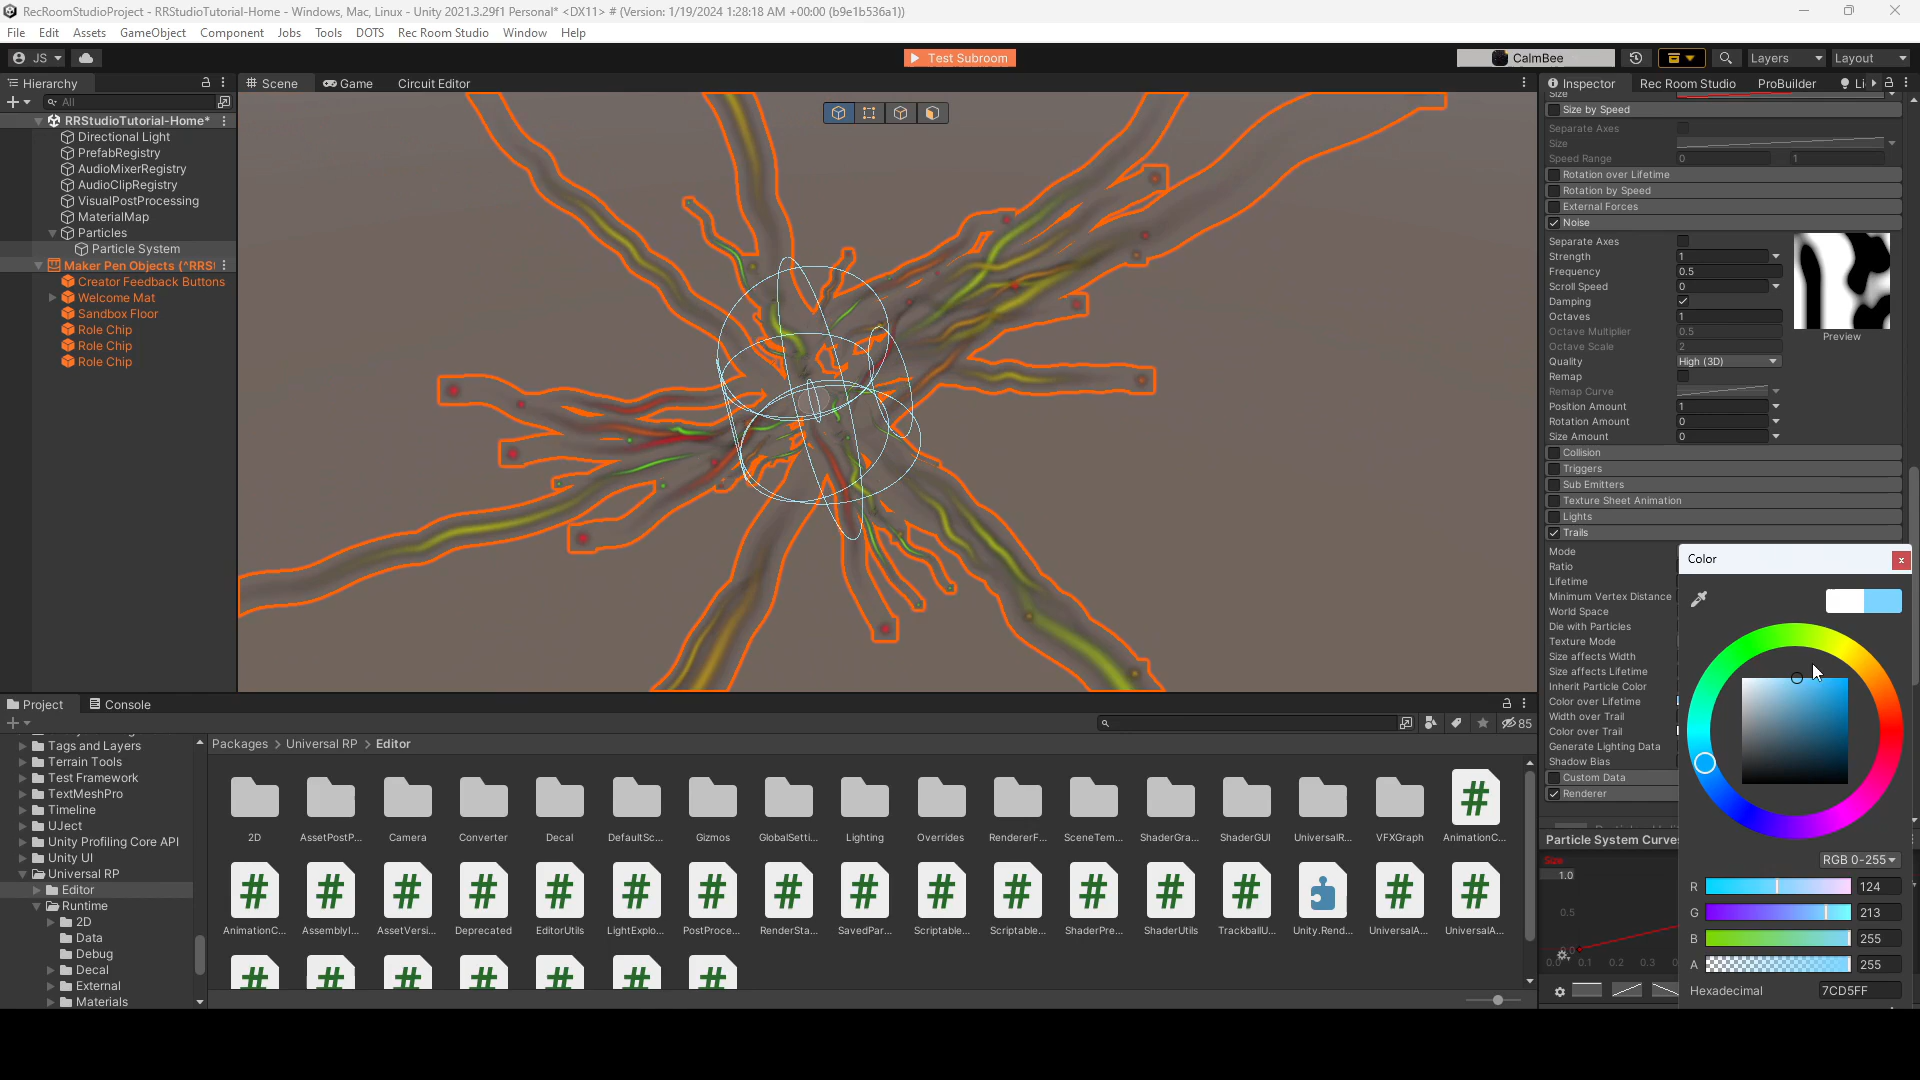 RecRoomStudioProject - RRStudioTutorial-Home - Windows, Mac, Linux - Unity 2021.3.29f1 Personal* <DX11> # (Version: 1/19/2024 1:28:18 AM +00:00 (b9e1b536a1))
File Edit Assets GameObject Component Jobs Tools DOTS Rec Room Studio Window Help
JS Test Subroom CalmBee Layers Layout
Hierarchy
All
RRStudioTutorial-Home*
Directional Light
PrefabRegistry
AudioMixerRegistry
AudioClipRegistry
VisualPostProcessing
MaterialMap
Particles
Particle System
Maker Pen Objects (^RRS
Creator Feedback Buttons
Welcome Mat
Sandbox Floor
Role Chip
Role Chip
Role Chip
Scene Game Circuit Editor
Inspector Rec Room Studio ProBuilder Li
Size
Size by Speed
Separate Axes
Size
Speed Range 0 1
Rotation over Lifetime
Rotation by Speed
External Forces
Noise
Separate Axes
Strength 1
Frequency 0.5
Scroll Speed 0
Damping
Octaves 1
Octave Multiplier 0.5
Octave Scale 2
Quality High (3D)
Remap
Remap Curve
Position Amount 1
Rotation Amount 0
Size Amount 0
Preview
Collision
Triggers
Sub Emitters
Texture Sheet Animation
Lights
Trails
Mode
Ratio
Lifetime
Minimum Vertex Distance
World Space
Die with Particles
Texture Mode
Size affects Width
Size affects Lifetime
Inherit Particle Color
Color over Lifetime
Width over Trail
Color over Trail
Generate Lighting Data
Shadow Bias
Custom Data
Renderer
Particle System Curves
Size
1.0
0.5
0.0
0.0 0.1 0.2 0.3
Color
x
RGB 0-255
R 124
G 213
B 255
A 255
Hexadecimal 7CD5FF
Project Console
85
Tags and Layers
Terrain Tools
Test Framework
TextMeshPro
Timeline
UJect
Unity Profiling Core API
Unity UI
Universal RP
Editor
Runtime
2D
Data
Debug
Decal
External
Materials
Packages > Universal RP > Editor
2D AssetPostP... Camera Converter Decal DefaultSc... Gizmos GlobalSetti... Lighting Overrides RendererF... SceneTem... ShaderGra... ShaderGUI UniversalR... VFXGraph AnimationC...
AnimationC... AssemblyI... AssetVersi... Deprecated EditorUtils LightExplo... PostProce... RenderSta... SavedPar... Scriptable... Scriptable... ShaderPre... ShaderUtils TrackballU... Unity.Rend... UniversalA... UniversalA...